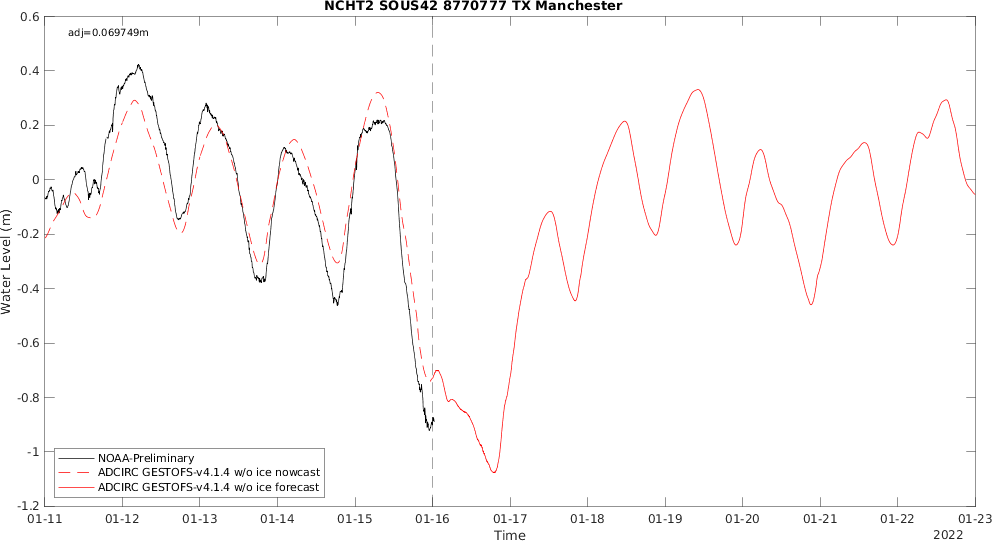 NCHT2 SOUS42 8770777 TX Manchester
adj=0.069749m
0.6
0.4
0.2
0
-0.2
-0.4
-0.6
-0.8
-1
-1.2
Water Level (m)
NOAA-Preliminary
ADCIRC GESTOFS-v4.1.4 w/o ice nowcast
ADCIRC GESTOFS-v4.1.4 w/o ice forecast
01-11 01-12 01-13 01-14 01-15 01-16 01-17 01-18 01-19 01-20 01-21 01-22 01-23
Time
2022